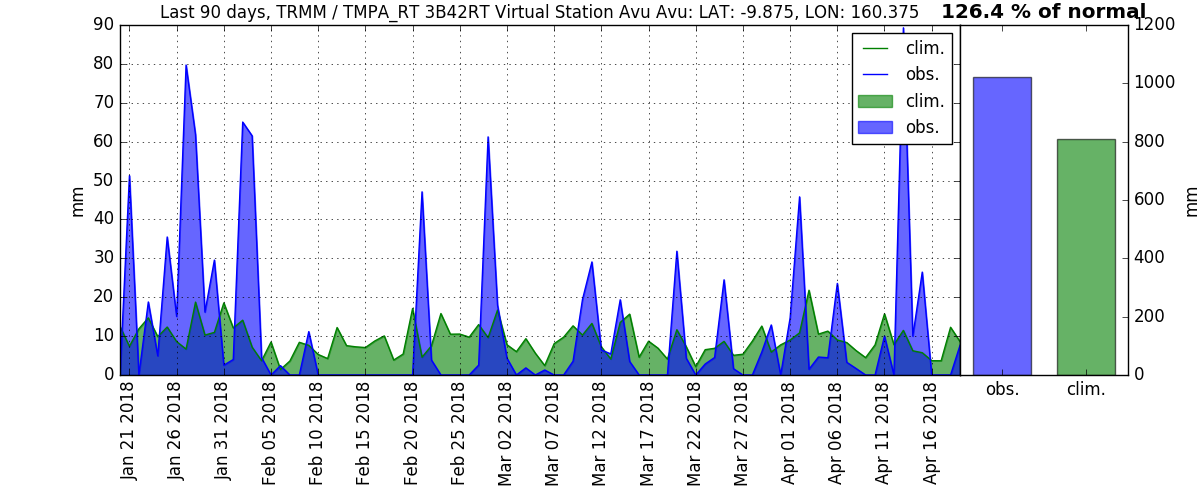 Last 90 days, TRMM / TMPA_RT 3B42RT Virtual Station Avu Avu: LAT: -9.875, LON: 160.375
126.4 % of normal
90
80
70
60
50
40
30
20
10
0
mm
clim.
obs.
clim.
obs.
Jan 21 2018
Jan 26 2018
Jan 31 2018
Feb 05 2018
Feb 10 2018
Feb 15 2018
Feb 20 2018
Feb 25 2018
Mar 02 2018
Mar 07 2018
Mar 12 2018
Mar 17 2018
Mar 22 2018
Mar 27 2018
Apr 01 2018
Apr 06 2018
Apr 11 2018
Apr 16 2018
1200
1000
800
600
400
200
0
mm
obs.
clim.